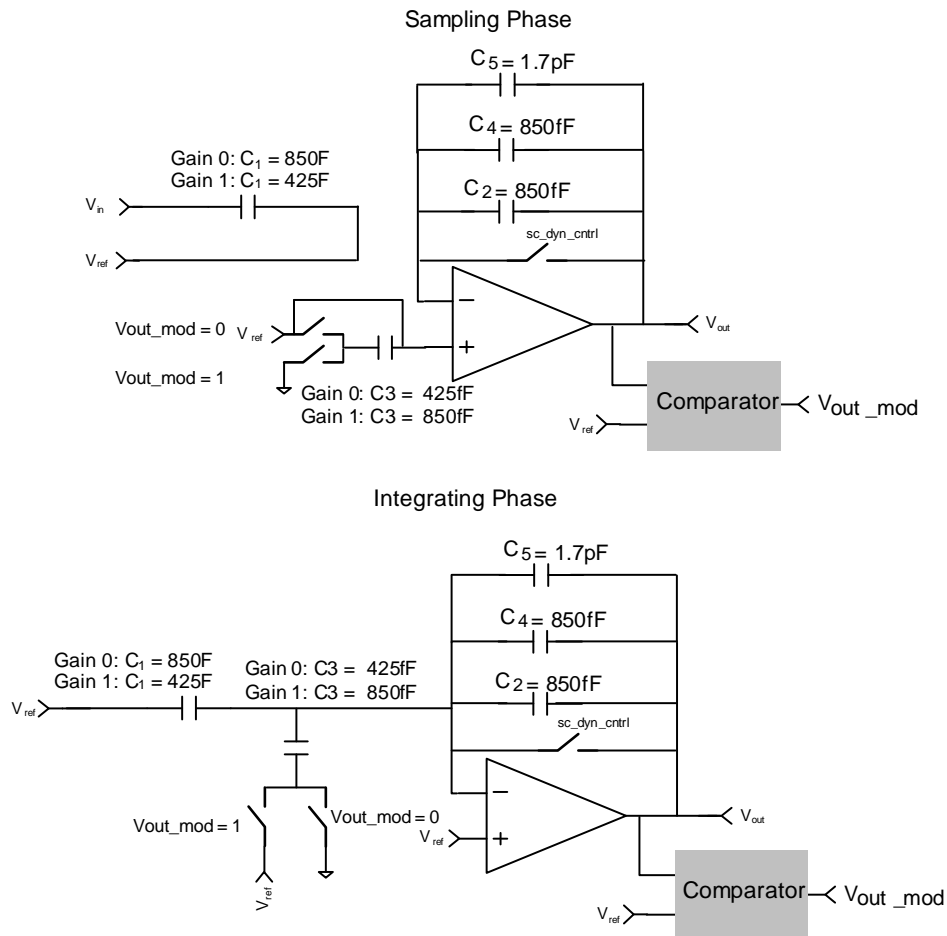 Sampling Phase
C5 = 1.7pF
C4 = 850fF
Gain 0: C1 = 850F
Gain 1: C1 = 425F
C2 = 850fF
Vin
sc_dyn_cntrl
Vref
−
Vout_mod = 0
Vref
Vout
+
Vout_mod = 1
Gain 0: C3 = 425fF
Gain 1: C3 = 850fF
Comparator
Vout _mod
Vref
Integrating Phase
C5 = 1.7pF
C4 = 850fF
Gain 0: C1 = 850F
Gain 1: C1 = 425F
Gain 0: C3 = 425fF
Gain 1: C3 = 850fF
C2 = 850fF
Vref
sc_dyn_cntrl
−
Vout_mod = 1
Vout_mod = 0
Vref
+
Vout
Vref
Comparator
Vout _mod
Vref